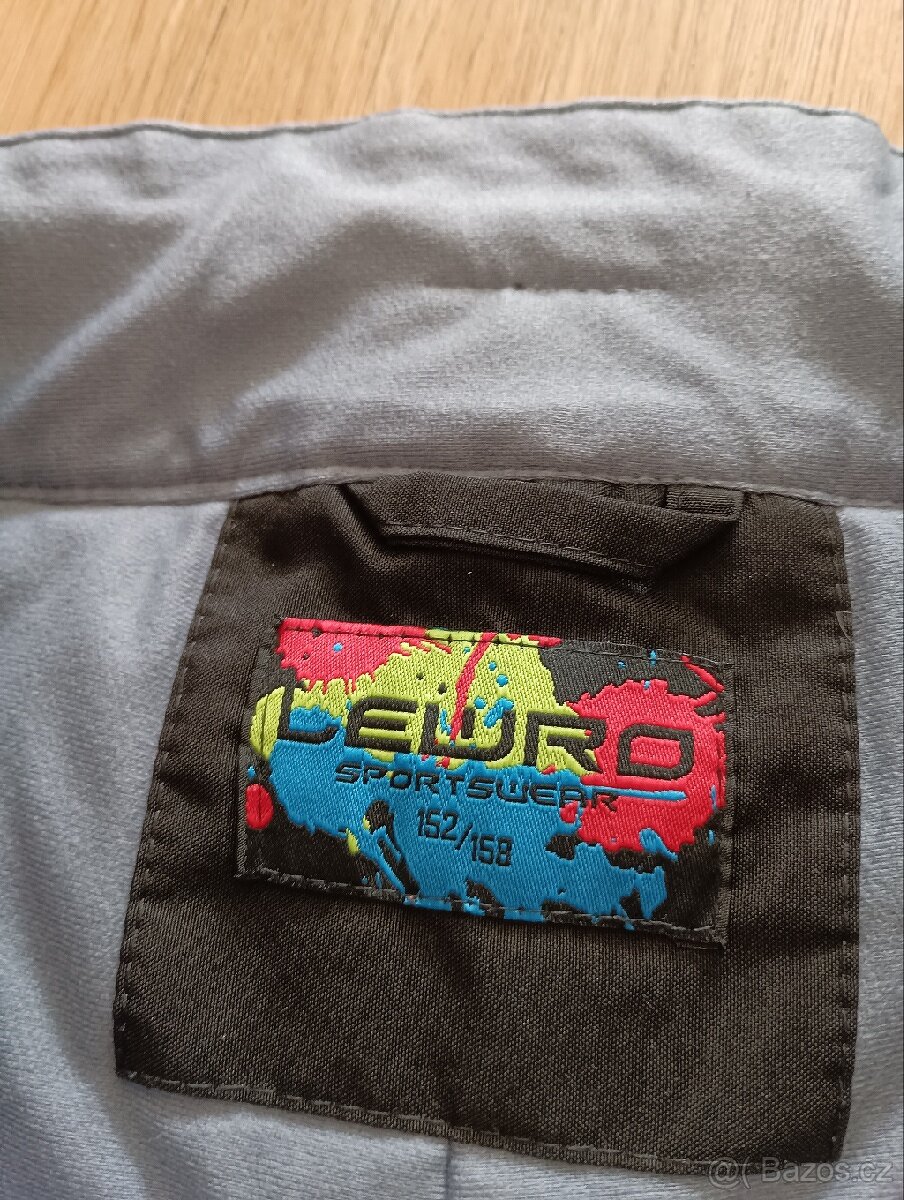 LEWRO
SPORTSWEAR
152/158
@( Bazos.cz